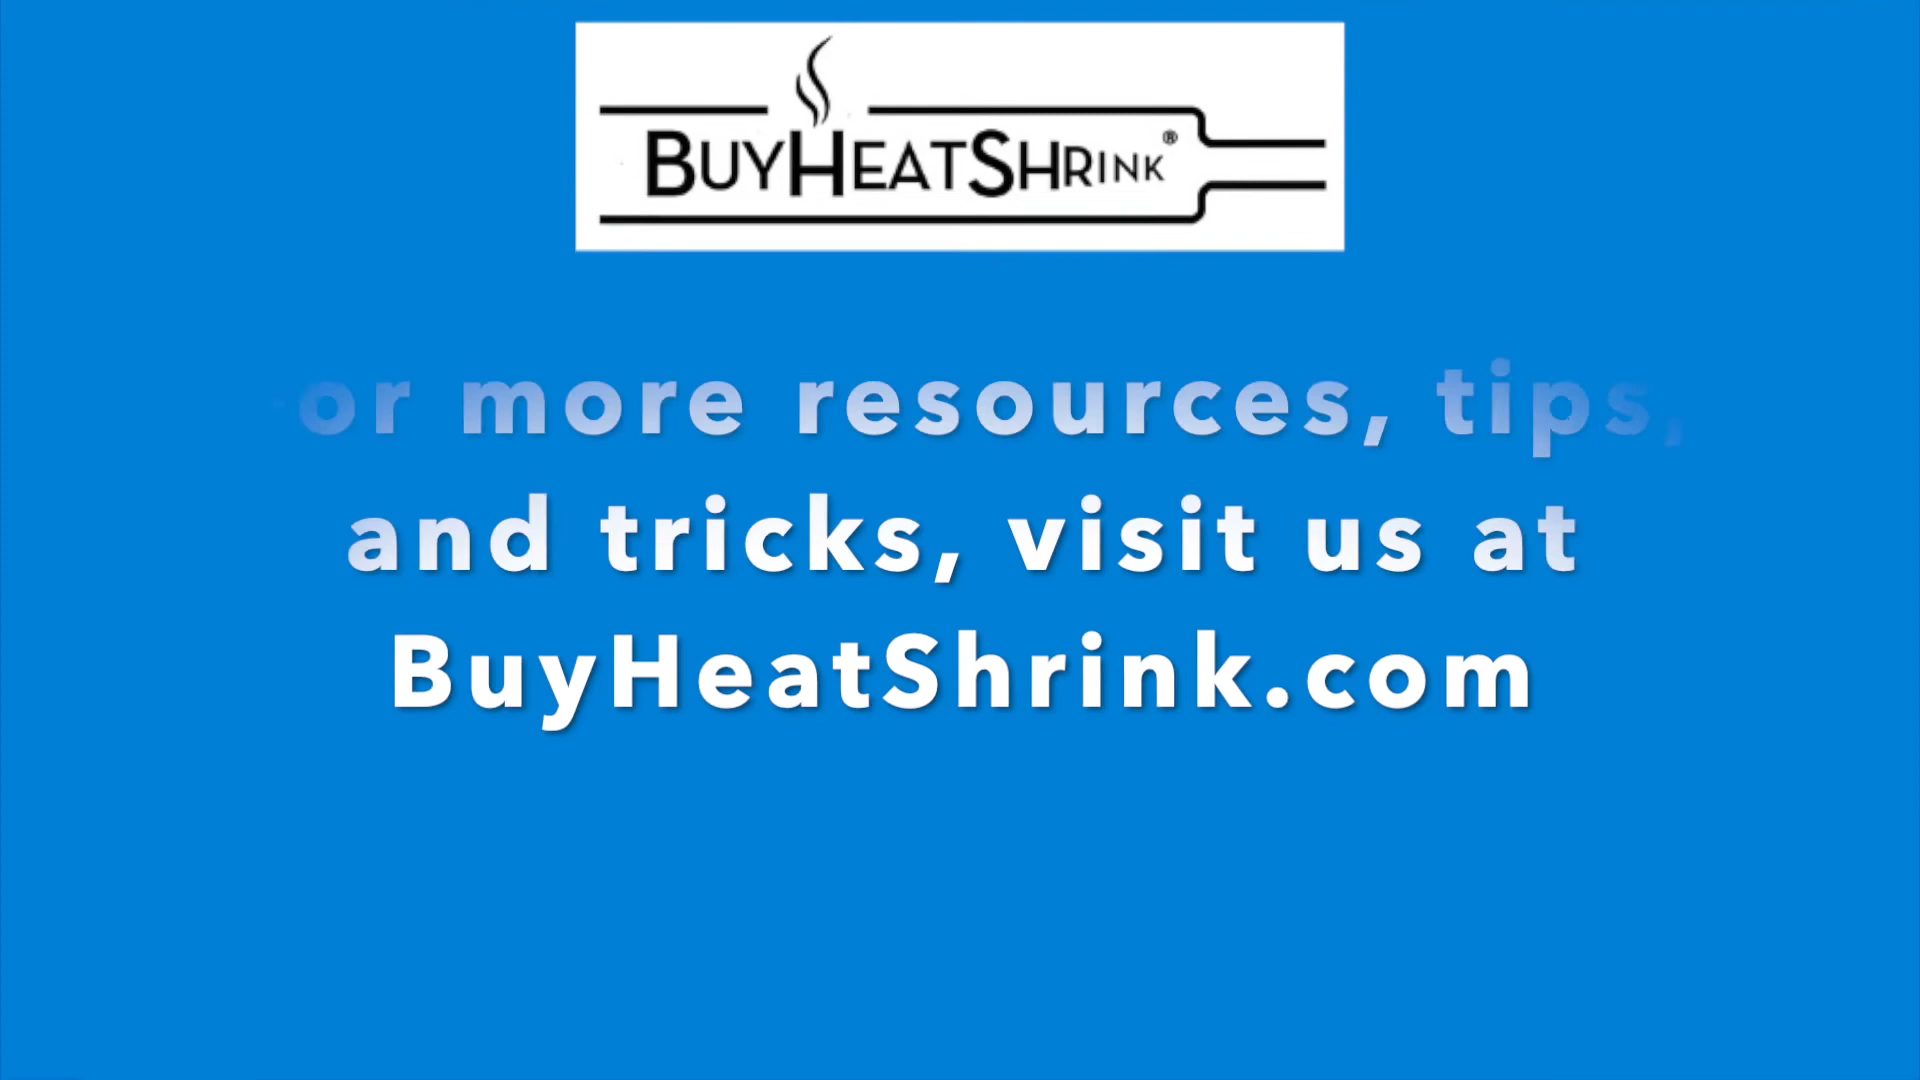 BuyHeatShrink®
or more resources, tips,
and tricks, visit us at
BuyHeatShrink.com